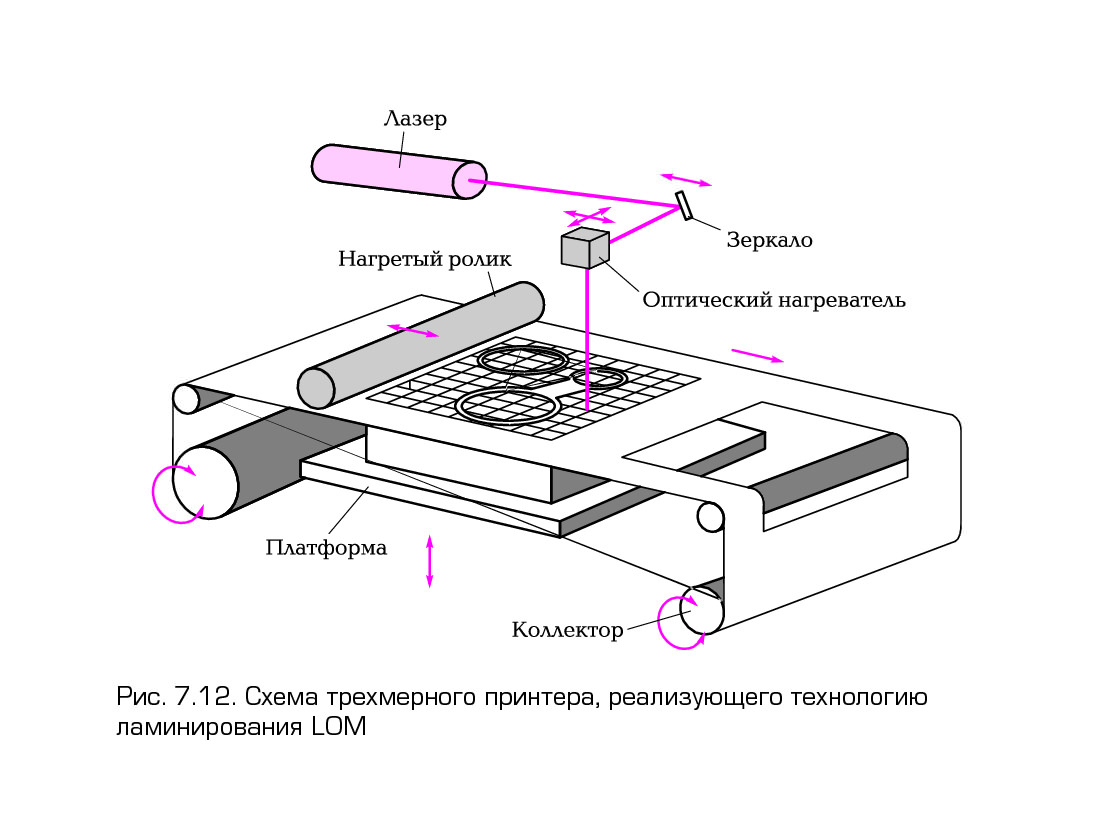 Лазер
Зеркало
Нагретый ролик
Оптический нагреватель
Платформа
Коллектор
Рис. 7.12. Схема трехмерного принтера, реализующего технологию
ламинирования LOM